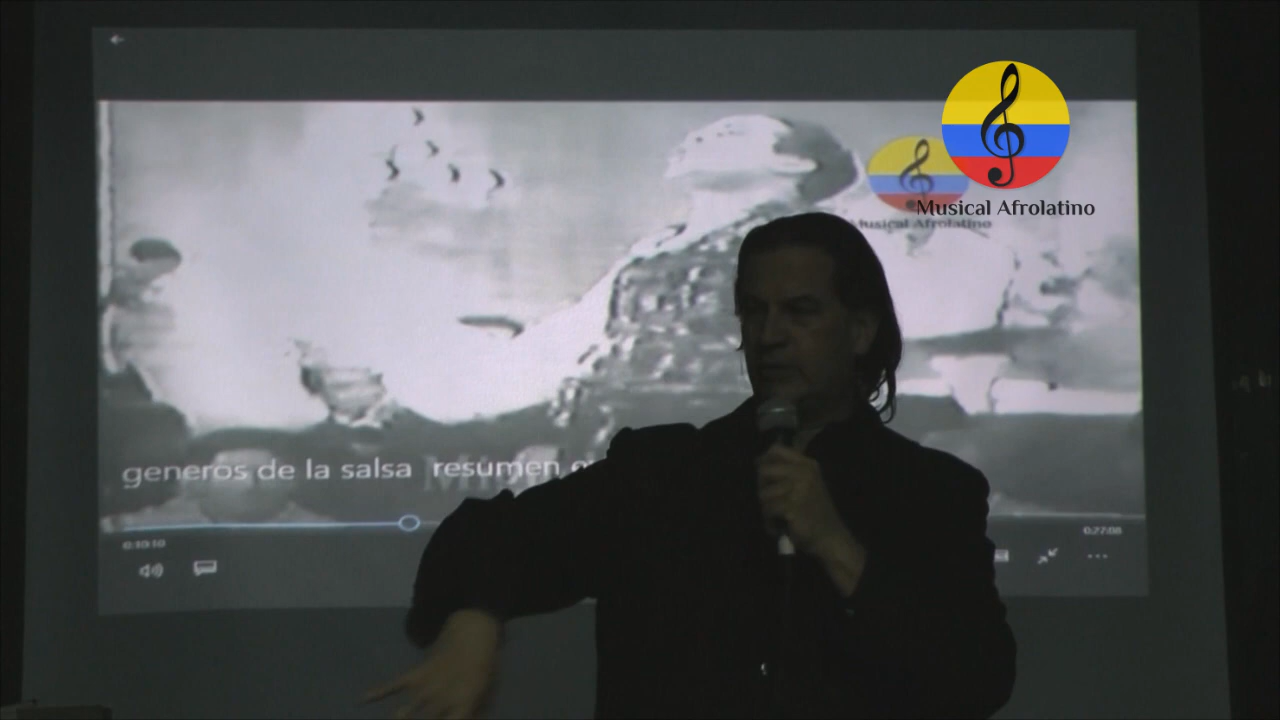 Musical Afrolatino
Musical Afrolatino
generos de la salsa resumen
0:10:10
0:27:08